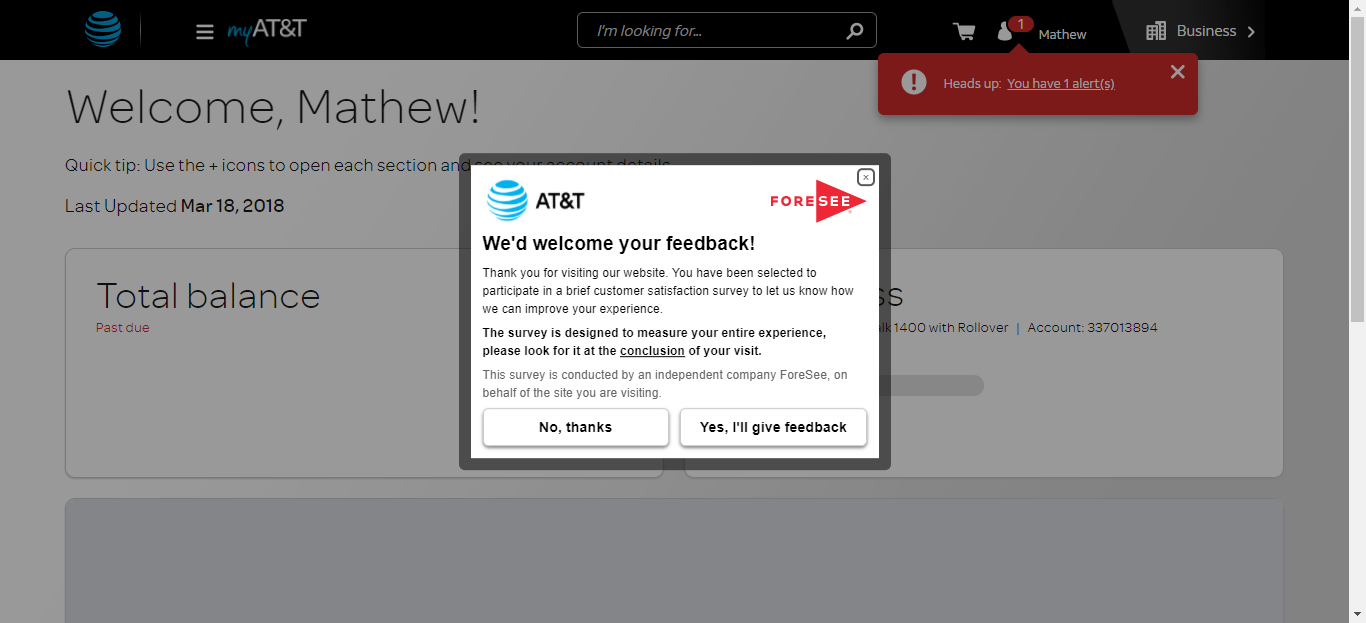 myAT&T
I'm looking for...
1
Mathew
Business
Heads up: You have 1 alert(s)
Welcome, Mathew!
Quick tip: Use the + icons to open each section and see your account details.
Last Updated Mar 18, 2018
Total balance
Past due
ss
alk 1400 with Rollover | Account: 337013894
AT&T
FORESEE
We'd welcome your feedback!
Thank you for visiting our website. You have been selected to
participate in a brief customer satisfaction survey to let us know how
we can improve your experience.
The survey is designed to measure your entire experience,
please look for it at the conclusion of your visit.
This survey is conducted by an independent company ForeSee, on
behalf of the site you are visiting.
No, thanks
Yes, I'll give feedback